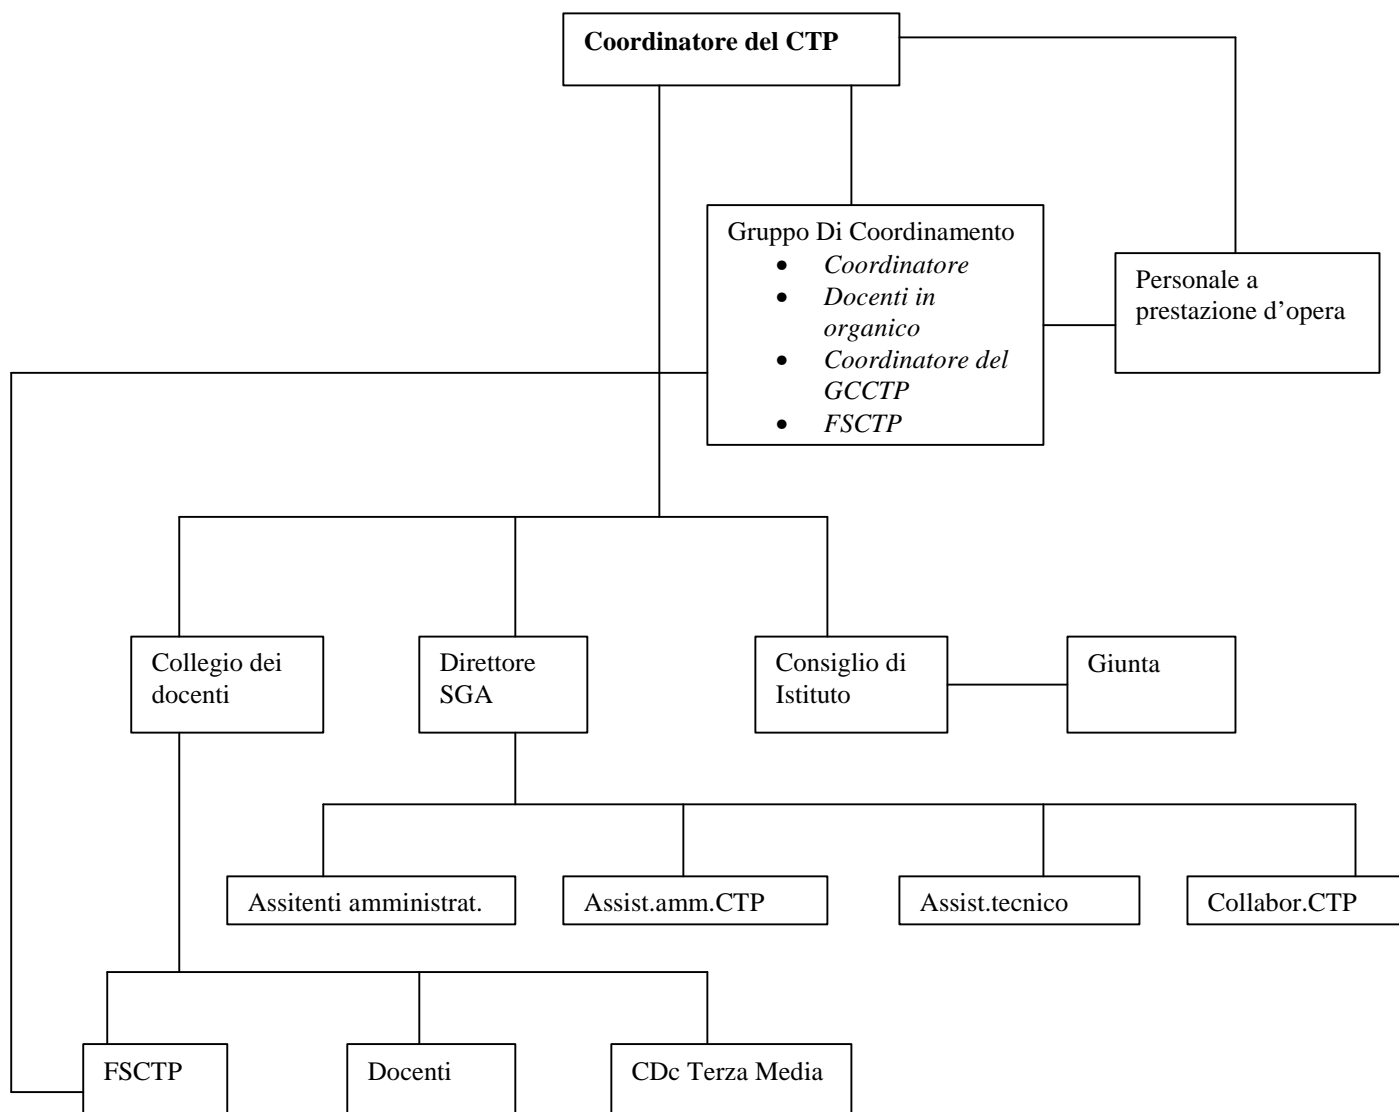 Coordinatore del CTP
Gruppo Di Coordinamento
• Coordinatore
• Docenti in
organico
• Coordinatore del
GCCTP
• FSCTP
Personale a
prestazione d’opera
Collegio dei
docenti
Direttore
SGA
Consiglio di
Istituto
Giunta
Assitenti amministrat.
Assist.amm.CTP
Assist.tecnico
Collabor.CTP
FSCTP
Docenti
CDc Terza Media